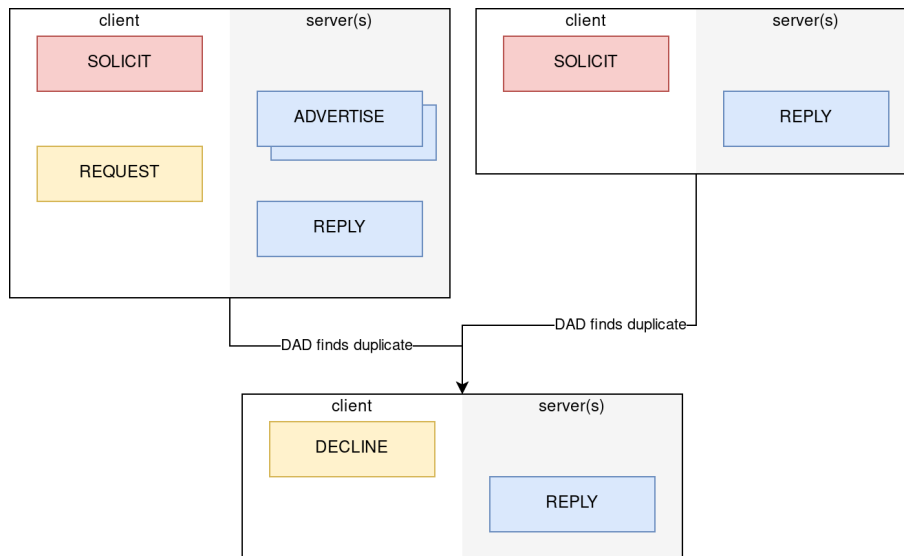 client
server(s)
SOLICIT
ADVERTISE
REQUEST
REPLY
client
server(s)
SOLICIT
REPLY
DAD finds duplicate
DAD finds duplicate
client
server(s)
DECLINE
REPLY